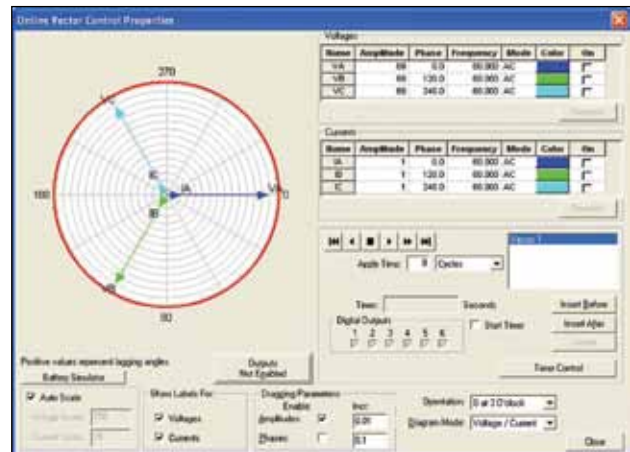 Online Vector Control Properties
Voltages
Name Amplitude Phase Frequency Mode Color On
VA 69 0.0 60.000 AC
VB 69 120.0 60.000 AC
VC 69 240.0 60.000 AC
Currents
Name Amplitude Phase Frequency Mode Color On
IA 1 0.0 60.000 AC
IB 1 120.0 60.000 AC
IC 1 240.0 60.000 AC
270
VC
IC
IA
VA
0
180
IB
VB
90
Apply Time: 8 Cycles
Timer: Seconds
Digital Outputs
1 2 3 4 5 6
Start Timer
Insert Before
Insert After
Timer Control
Positive values represent lagging angles
Battery Simulator
Outputs Not Enabled
Auto Scale
Show Labels For:
Voltages
Currents
Dragging Parameters
Enable: Incr:
Amplitudes: 0.01
Phases: 0.1
Orientation: 0 at 3 O'clock
Diagram Mode: Voltage / Current
Close